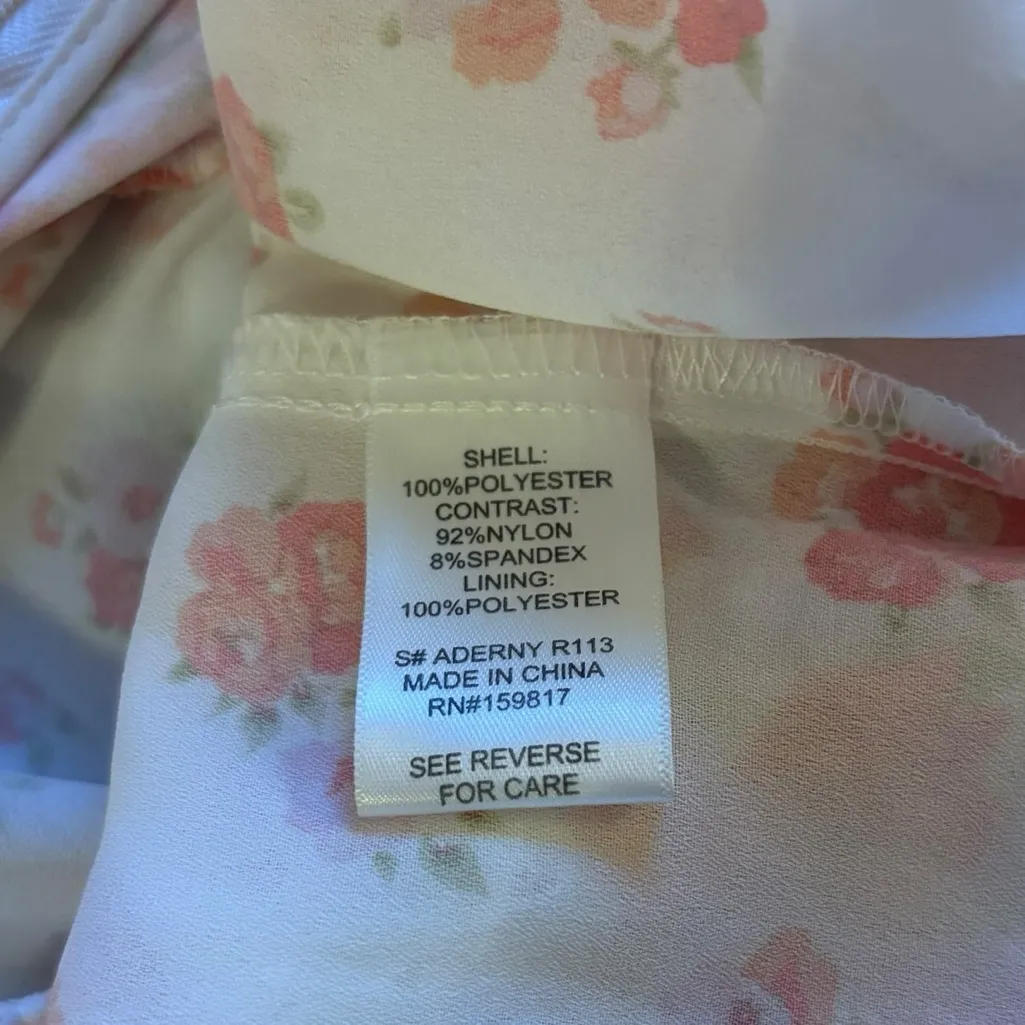 SHELL:
100%POLYESTER
CONTRAST:
92%NYLON
8%SPANDEX
LINING:
100%POLYESTER
S# ADERNY R113
MADE IN CHINA
RN#159817
SEE REVERSE
FOR CARE